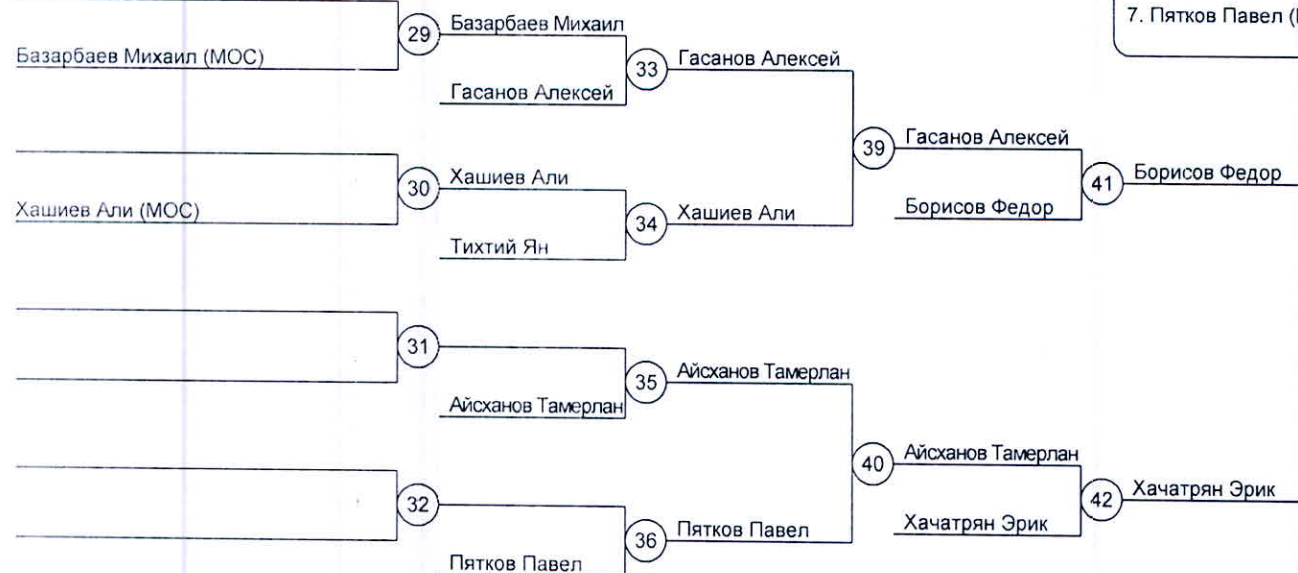 7. Пятков Павел (
29
Базарбаев Михаил
Базарбаев Михаил (МОС)
33
Гасанов Алексей
Гасанов Алексей
39
Гасанов Алексей
30
Хашиев Али
41
Борисов Федор
Хашиев Али (МОС)
34
Хашиев Али
Борисов Федор
Тихтий Ян
31
35
Айсханов Тамерлан
Айсханов Тамерлан
40
Айсханов Тамерлан
32
42
Хачатрян Эрик
36
Пятков Павел
Хачатрян Эрик
Пятков Павел